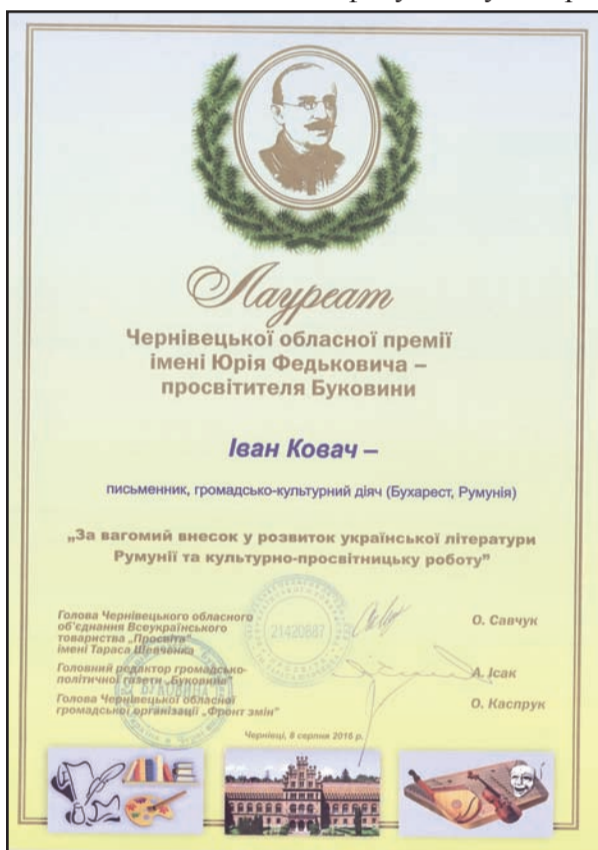 Лауреат
Чернівецької обласної премії
імені Юрія Федьковича –
просвітителя Буковини
Іван Ковач –
письменник, громадсько-культурний діяч (Бухарест, Румунія)
„За вагомий внесок у розвиток української літератури
Румунії та культурно-просвітницьку роботу”
Голова Чернівецького обласного
об'єднання Всеукраїнського
товариства „Просвіта”
імені Тараса Шевченка
О. Савчук
21420887
Головний редактор громадсько-
політичної газети „Буковина”
А. Ісак
Голова Чернівецької обласної
громадської організації „Фронт змін”
О. Каспрук
БУКОВИНА
Чернівці, 8 серпня 2016 р.